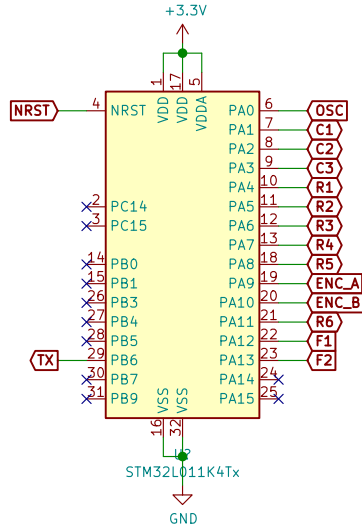 +3.3V
1 17 5
VDD VDD VDDA
NRST 4 NRST PA0 6 OSC
PA1 7 C1
PA2 8 C2
PA3 9 C3
PA4 10 R1
2 PC14 PA5 11 R2
3 PC15 PA6 12 R3
PA7 13 R4
14 PB0 PA8 18 R5
15 PB1 PA9 19 ENC_A
26 PB3 PA10 20 ENC_B
27 PB4 PA11 21 R6
28 PB5 PA12 22 F1
TX 29 PB6 PA13 23 F2
30 PB7 PA14 24
31 PB9 PA15 25
VSS VSS
16 32
STM32L011K4Tx
GND